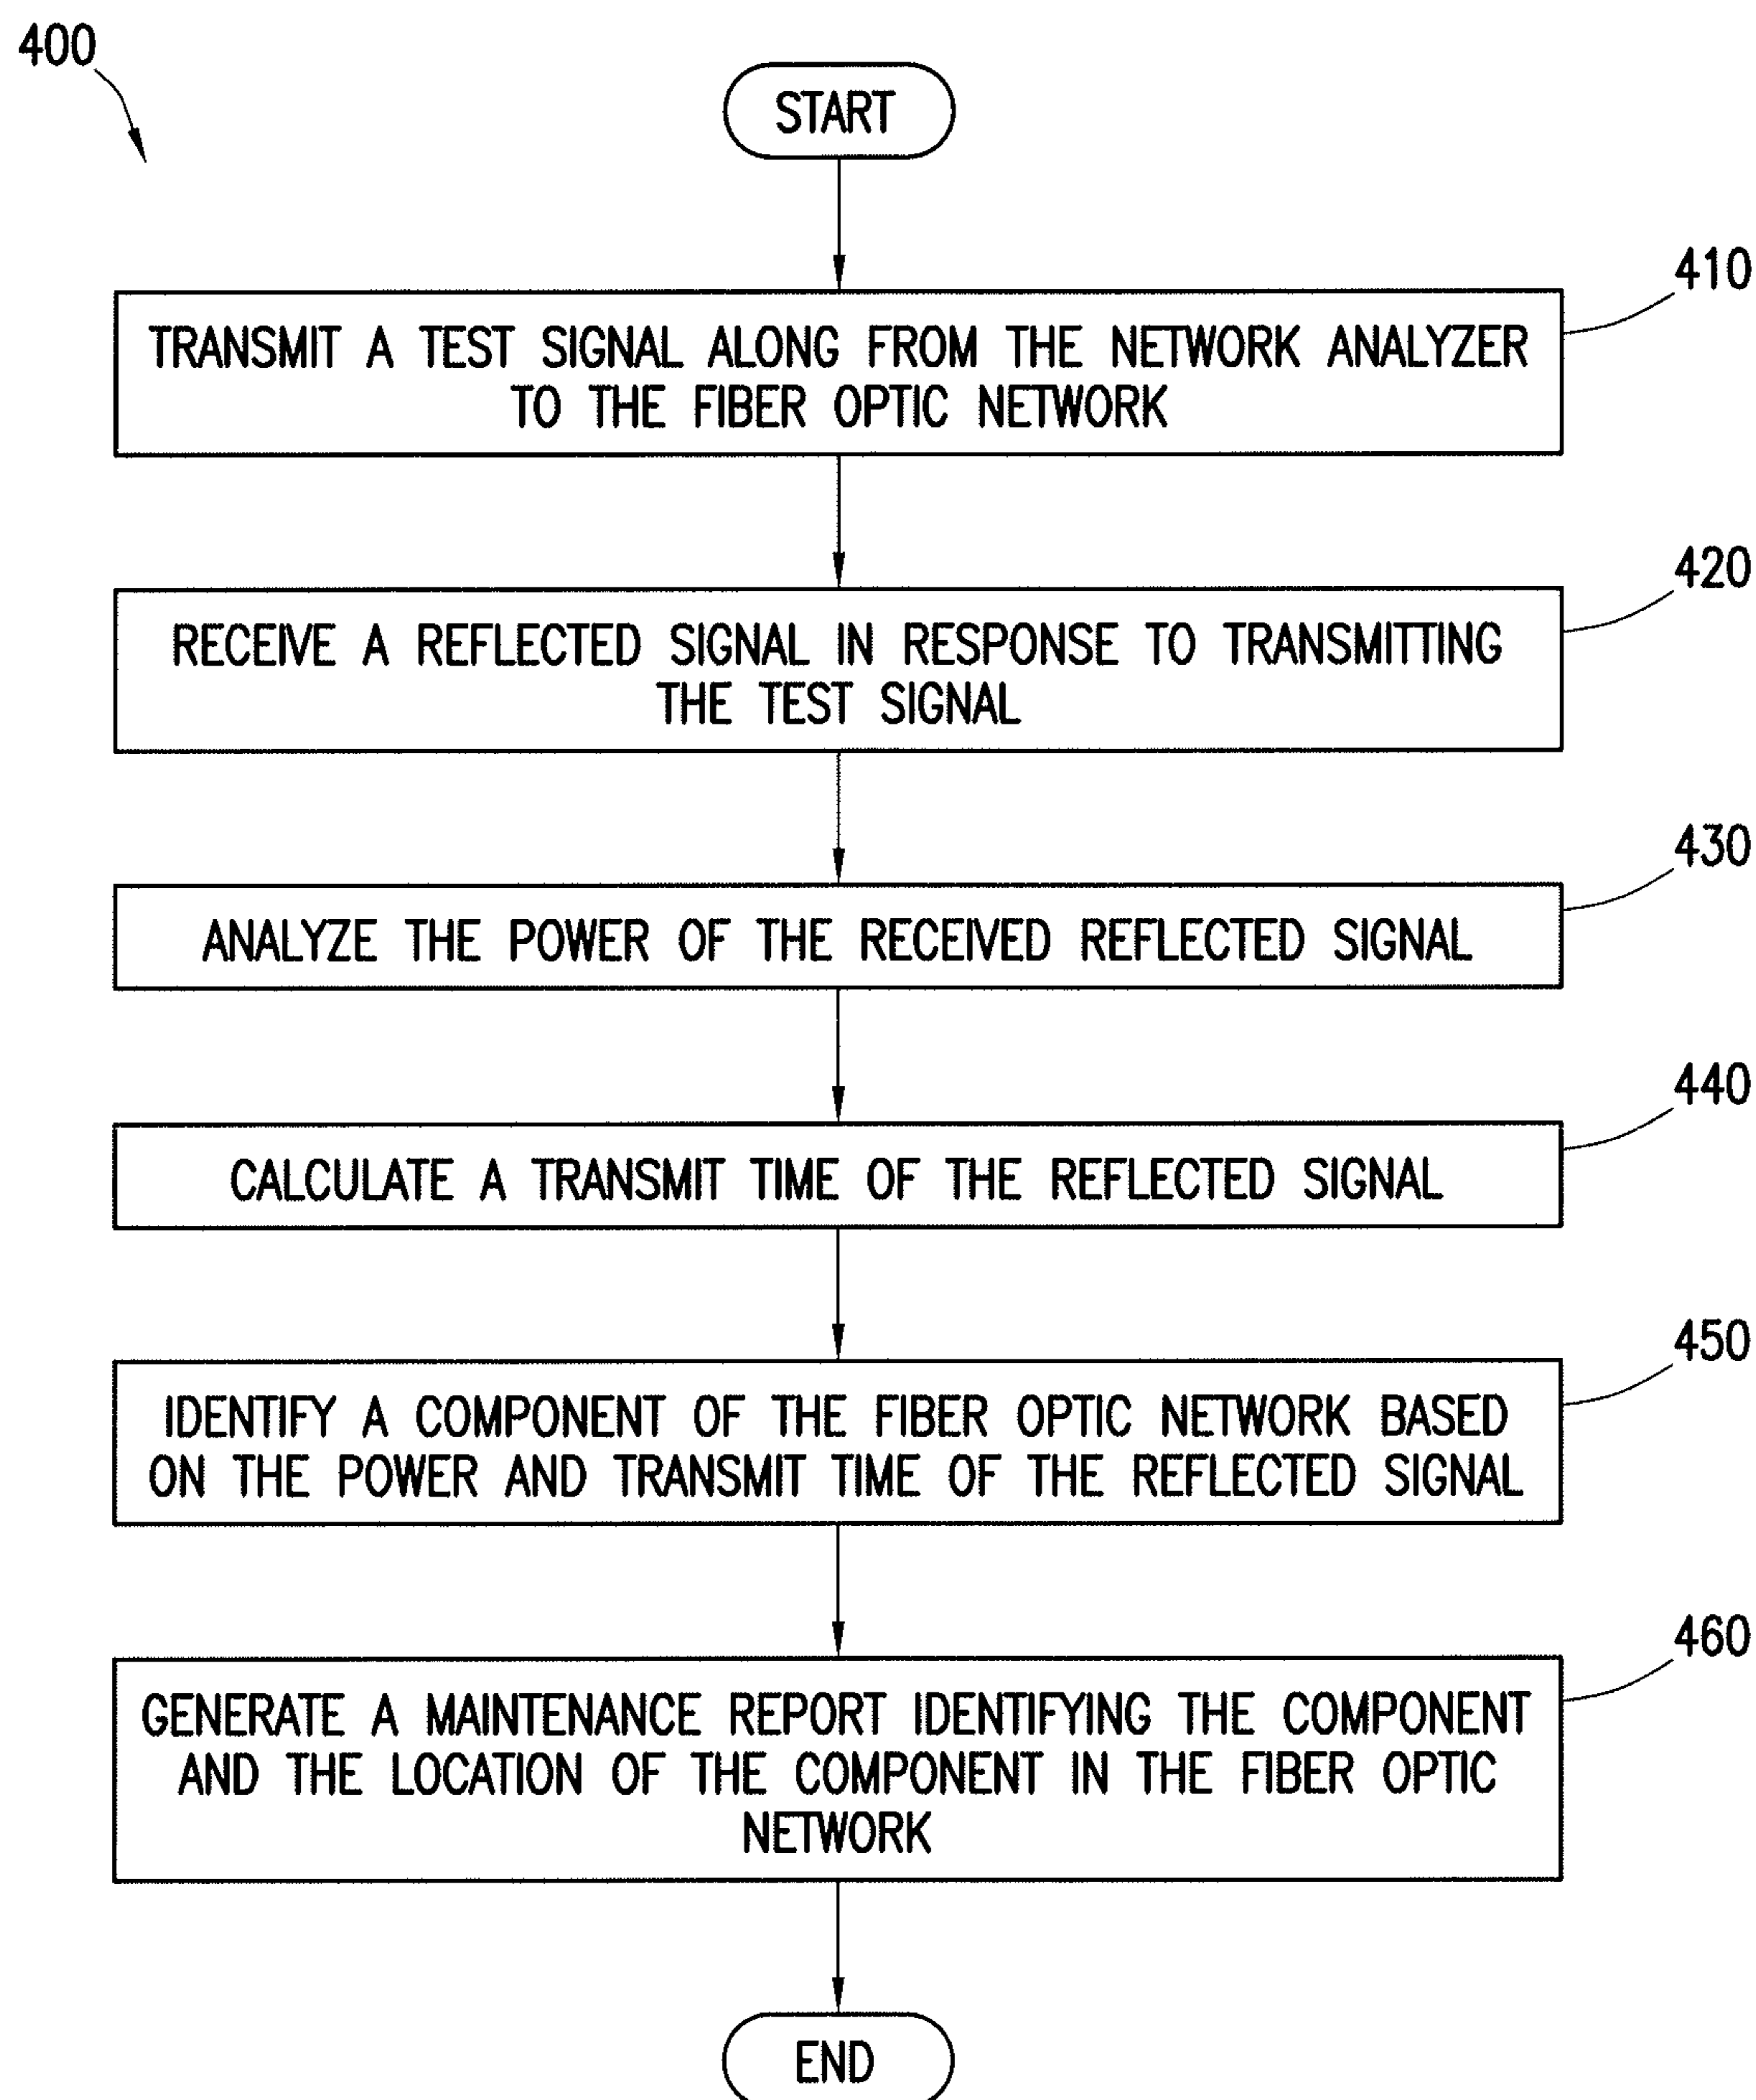 400
START
410
TRANSMIT A TEST SIGNAL ALONG FROM THE NETWORK ANALYZER
TO THE FIBER OPTIC NETWORK
420
RECEIVE A REFLECTED SIGNAL IN RESPONSE TO TRANSMITTING
THE TEST SIGNAL
430
ANALYZE THE POWER OF THE RECEIVED REFLECTED SIGNAL
440
CALCULATE A TRANSMIT TIME OF THE REFLECTED SIGNAL
450
IDENTIFY A COMPONENT OF THE FIBER OPTIC NETWORK BASED
ON THE POWER AND TRANSMIT TIME OF THE REFLECTED SIGNAL
460
GENERATE A MAINTENANCE REPORT IDENTIFYING THE COMPONENT
AND THE LOCATION OF THE COMPONENT IN THE FIBER OPTIC
NETWORK
END